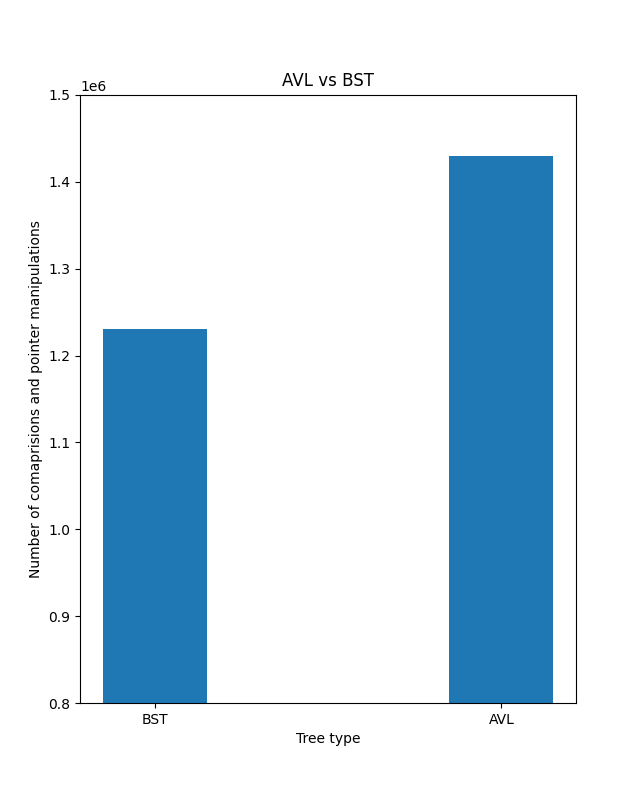 AVL vs BST
1e6
1.5
1.4
1.3
1.2
1.1
1.0
0.9
0.8
Number of comaprisions and pointer manipulations
BST
AVL
Tree type